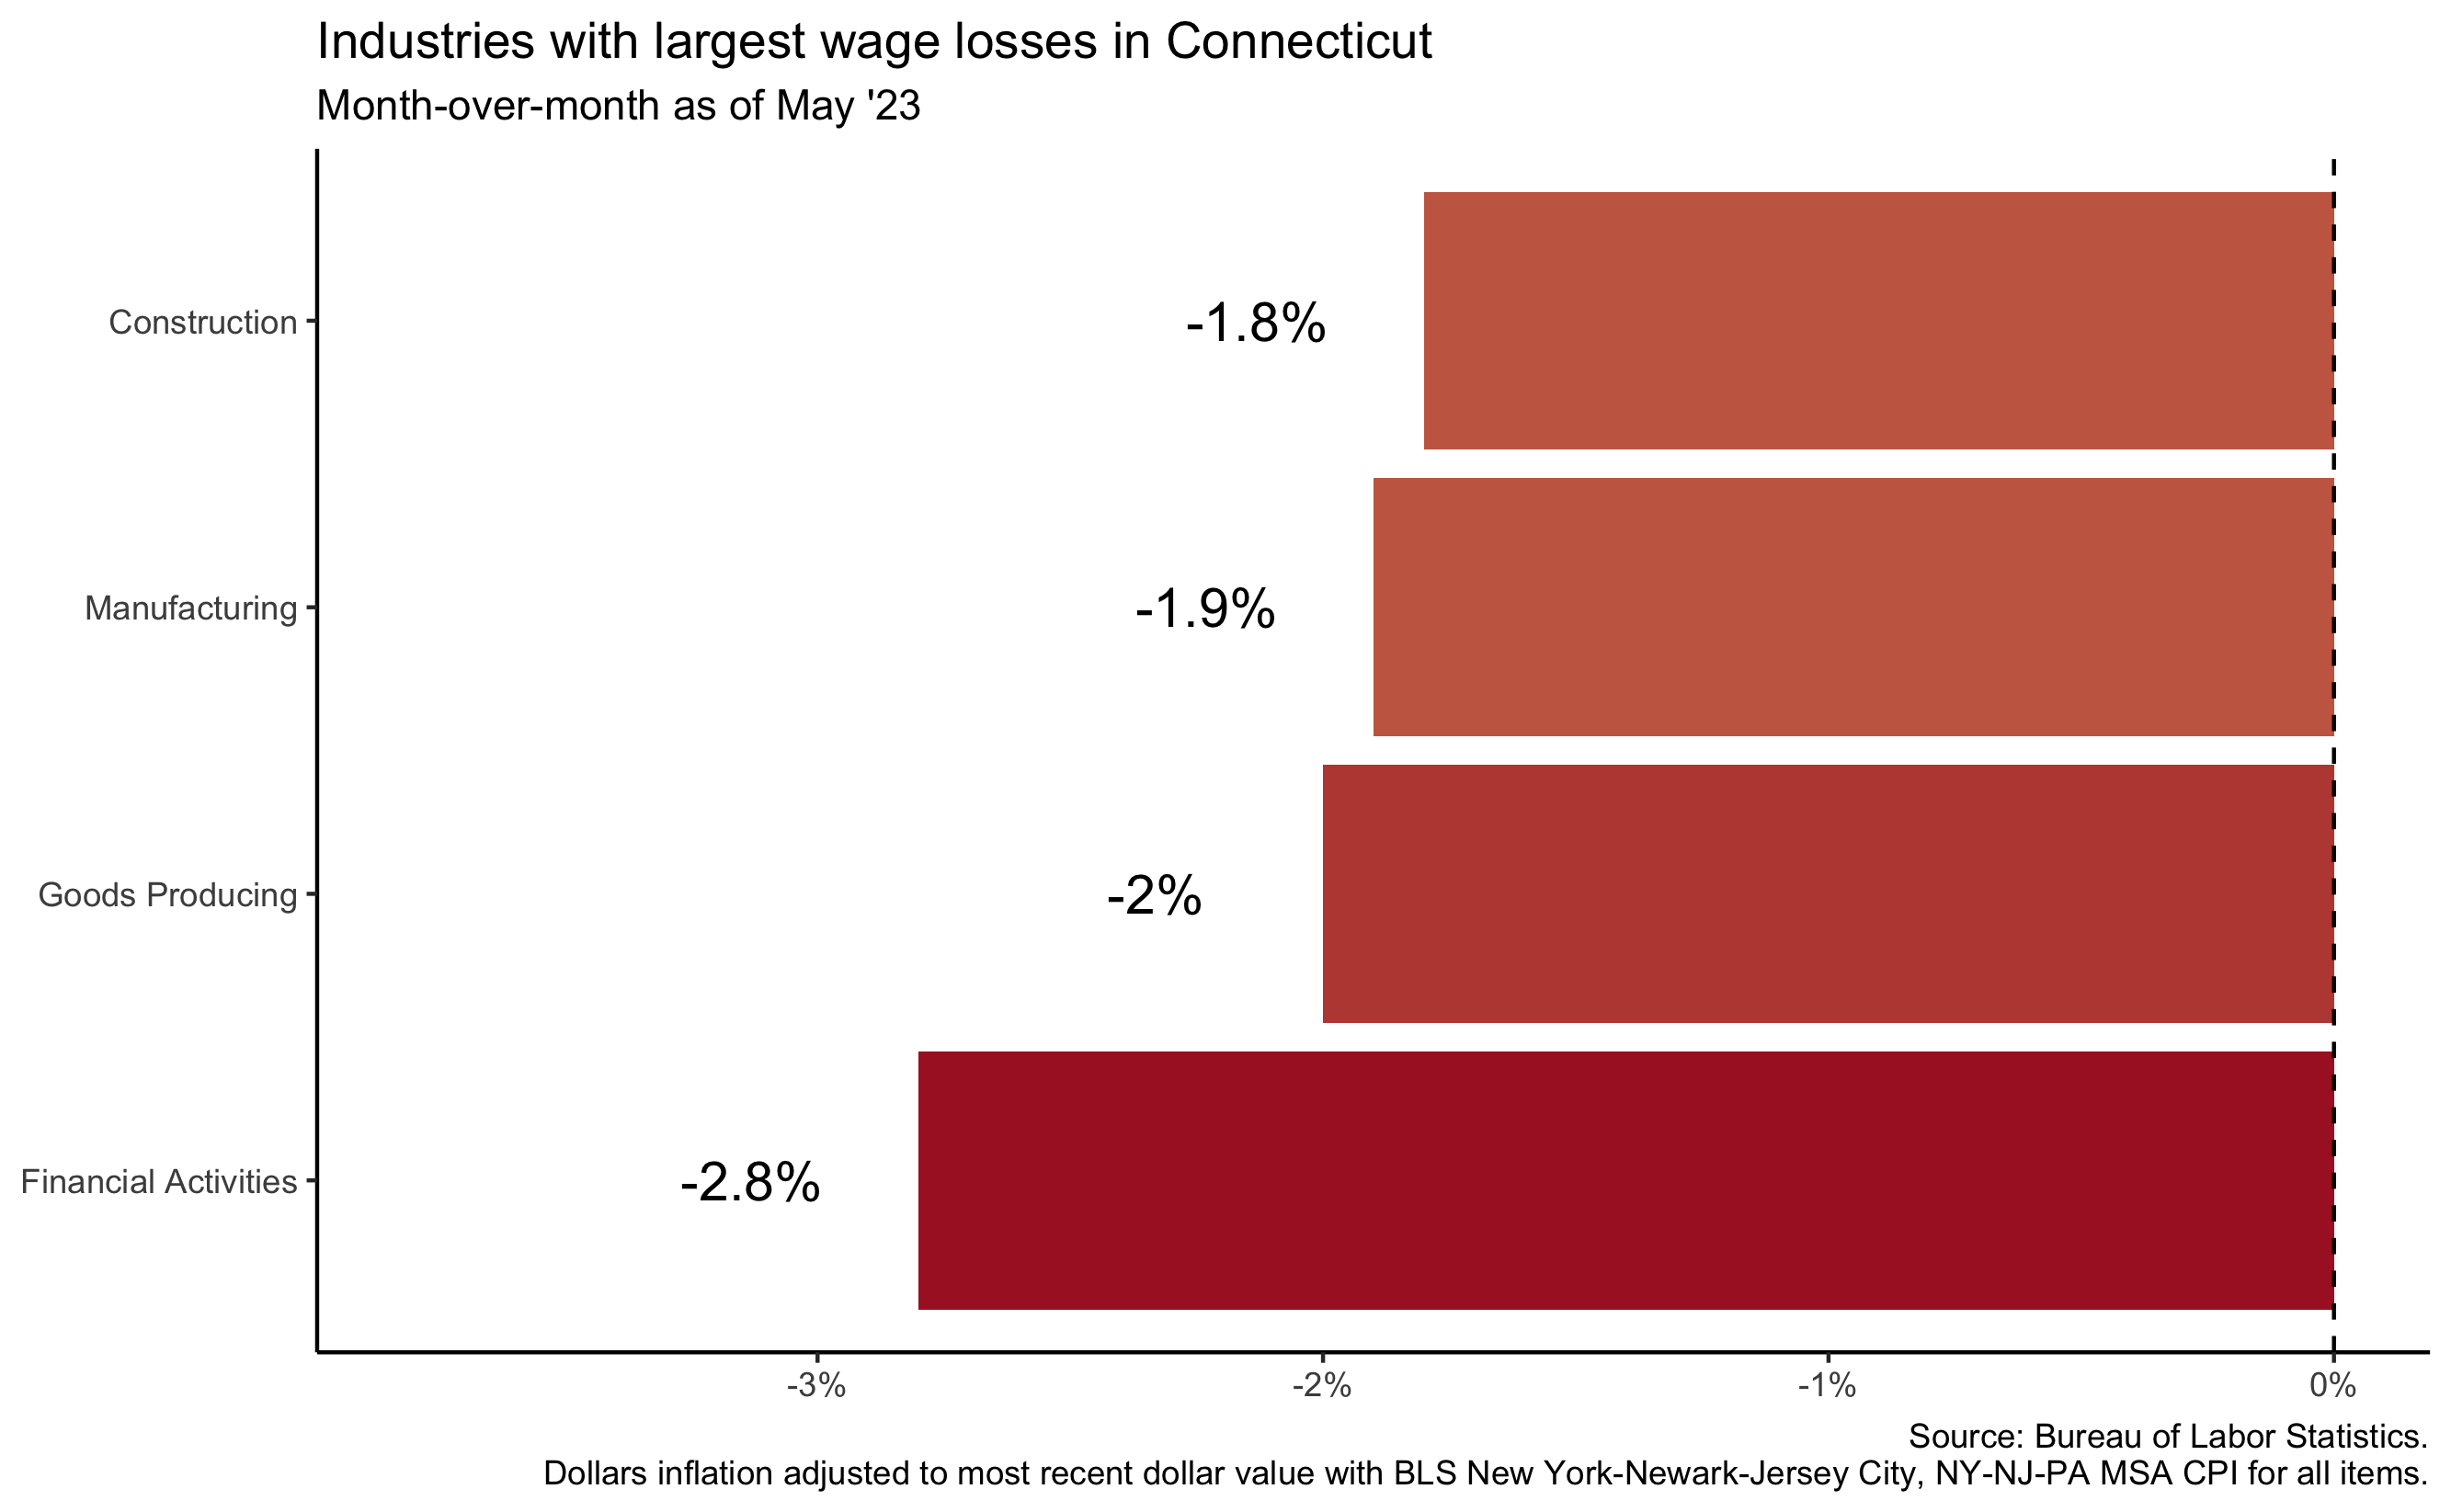 Industries with largest wage losses in Connecticut
Month-over-month as of May '23
Construction
-1.8%
Manufacturing
-1.9%
Goods Producing
-2%
Financial Activities
-2.8%
-3%
-2%
-1%
0%
Source: Bureau of Labor Statistics.
Dollars inflation adjusted to most recent dollar value with BLS New York-Newark-Jersey City, NY-NJ-PA MSA CPI for all items.